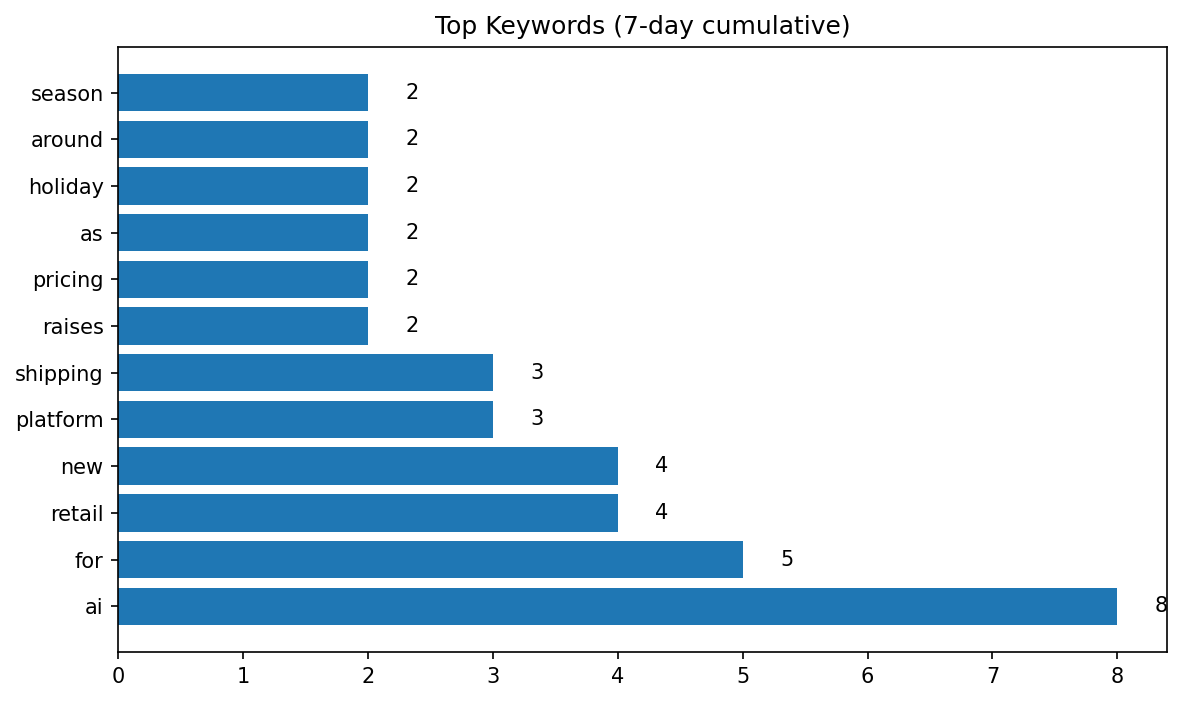 Top Keywords (7-day cumulative)
season 2
around 2
holiday 2
as 2
pricing 2
raises 2
shipping 3
platform 3
new 4
retail 4
for 5
ai 8
0 1 2 3 4 5 6 7 8